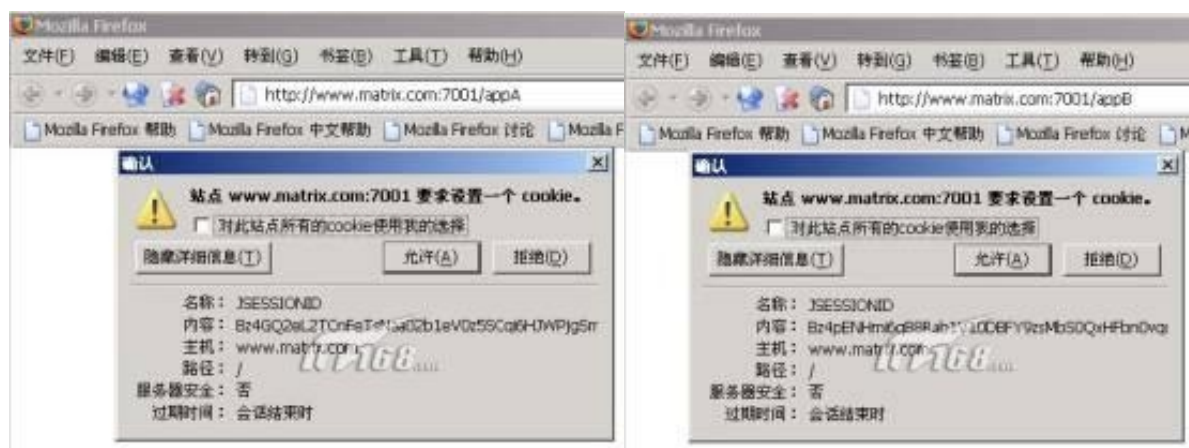 Mozilla Firefox
文件(F) 编辑(E) 查看(V) 转到(G) 书签(B) 工具(T) 帮助(H)
http://www.matrix.com:7001/appA
Mozilla Firefox 帮助 Mozilla Firefox 中文帮助 Mozilla Firefox 讨论 Mozilla F
确认
站点 www.matrix.com:7001 要求设置一个 cookie。
对此站点所有的cookie使用我的选择
隐藏详细信息(T) 允许(A) 拒绝(D)
名称: JSESSIONID
内容:
主机: www.matrix.com
路径: /
服务器安全: 否
过期时间: 会话结束时
Mozilla Firefox
文件(F) 编辑(E) 查看(V) 转到(G) 书签(B) 工具(T) 帮助(H)
http://www.matrix.com:7001/appB
Mozilla Firefox 帮助 Mozilla Firefox 中文帮助 Mozilla Firefox 讨论 M
确认
站点 www.matrix.com:7001 要求设置一个 cookie。
对此站点所有的cookie使用我的选择
隐藏详细信息(T) 允许(A) 拒绝(D)
名称: JSESSIONID
内容:
主机: www.matrix.com
路径: /
服务器安全: 否
过期时间: 会话结束时